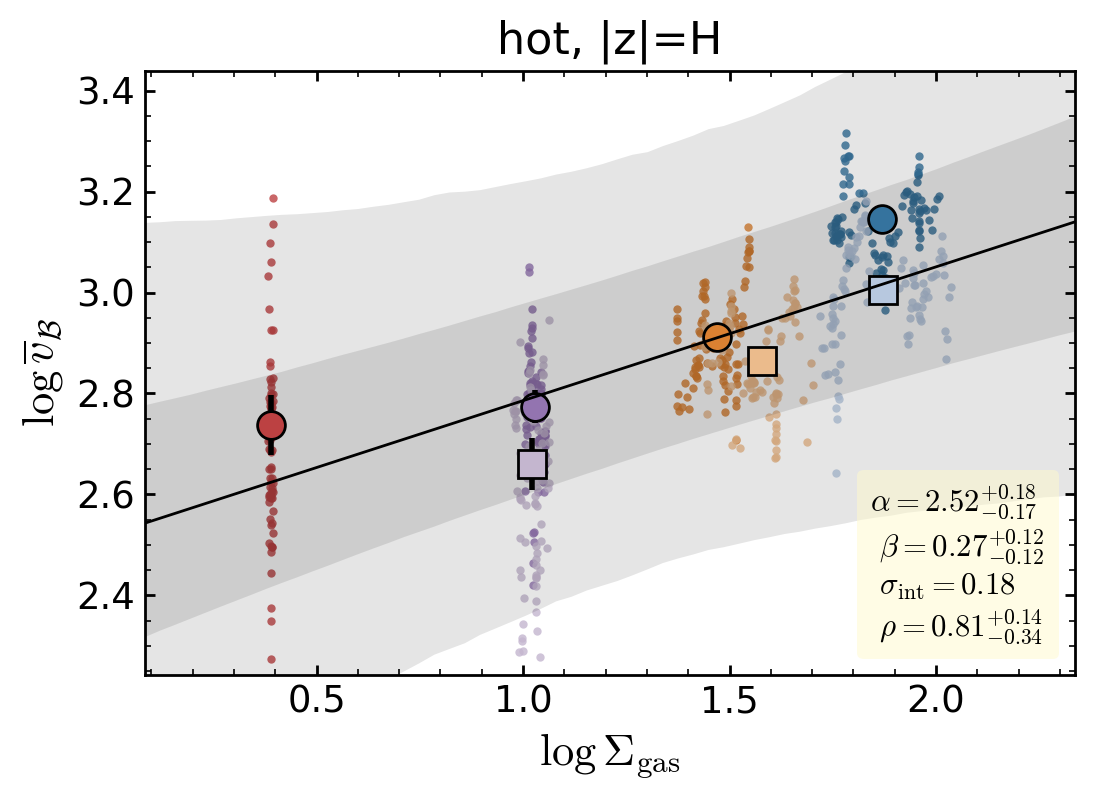 hot, |z|=H
3.4
3.2
3.0
2.8
2.6
2.4
log v̅_ℬ
α = 2.52^{+0.18}_{-0.17}
β = 0.27^{+0.12}_{-0.12}
σ_int = 0.18
ρ = 0.81^{+0.14}_{-0.34}
0.5 1.0 1.5 2.0
log Σ_gas